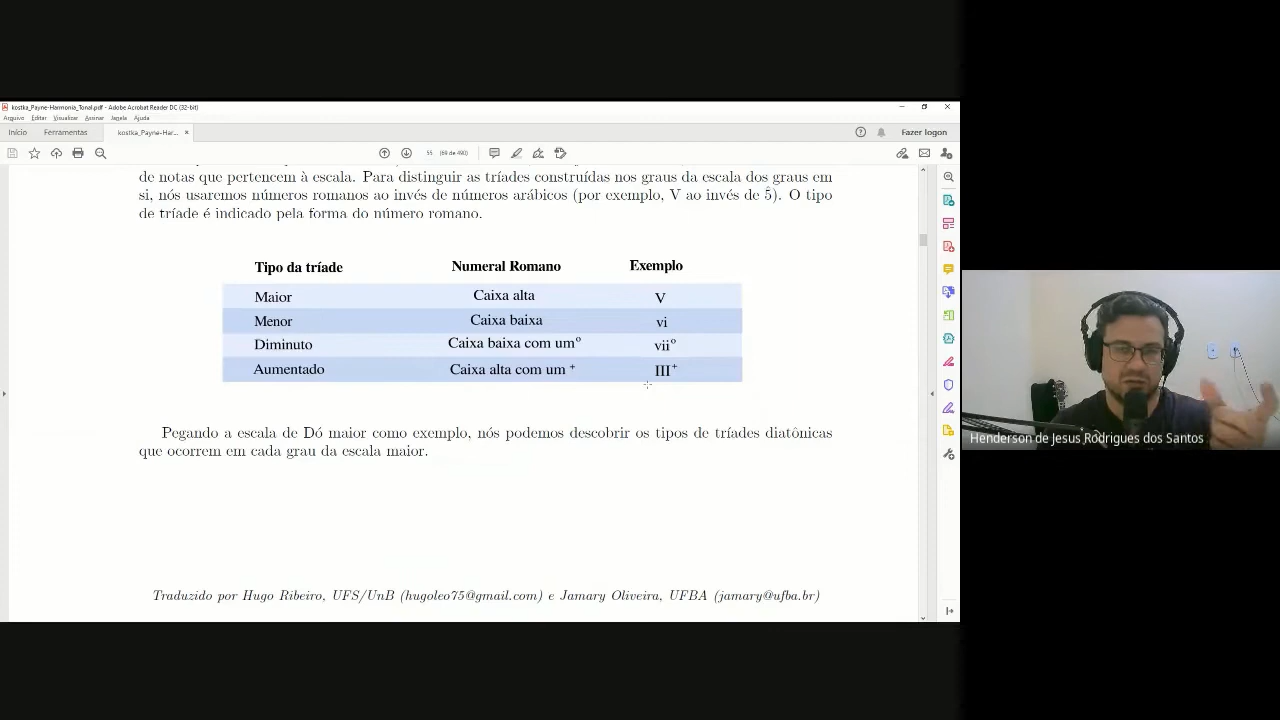 kostka_Payne-Harmonia_Tonal.pdf - Adobe Acrobat Reader DC (32-bit)
Arquivo Editar Visualizar Assinar Janela Ajuda
Início Ferramentas kostka_Payne-Har... × Fazer logon
55 (69 de 490)
de notas que pertencem à escala. Para distinguir as tríades construídas nos graus da escala dos graus em
si, nós usaremos números romanos ao invés de números arábicos (por exemplo, V ao invés de 5̂). O tipo
de tríade é indicado pela forma do número romano.
Tipo da tríade Numeral Romano Exemplo
Maior Caixa alta V
Menor Caixa baixa vi
Diminuto Caixa baixa com um º viiº
Aumentado Caixa alta com um + III+
Pegando a escala de Dó maior como exemplo, nós podemos descobrir os tipos de tríades diatônicas
que ocorrem em cada grau da escala maior.
Traduzido por Hugo Ribeiro, UFS/UnB (hugoleo75@gmail.com) e Jamary Oliveira, UFBA (jamary@ufba.br)
Henderson de Jesus Rodrigues dos Santos